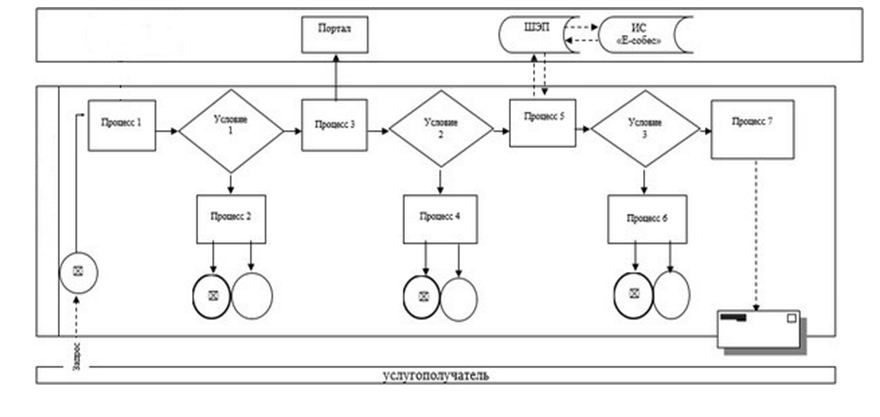 Портал
ШЭП
ИС
«Е-собес»
Процесс 1
Условие
1
Процесс 3
Условие
2
Процесс 5
Условие
3
Процесс 7
Процесс 2
Процесс 4
Процесс 6
Запрос
услугополучатель